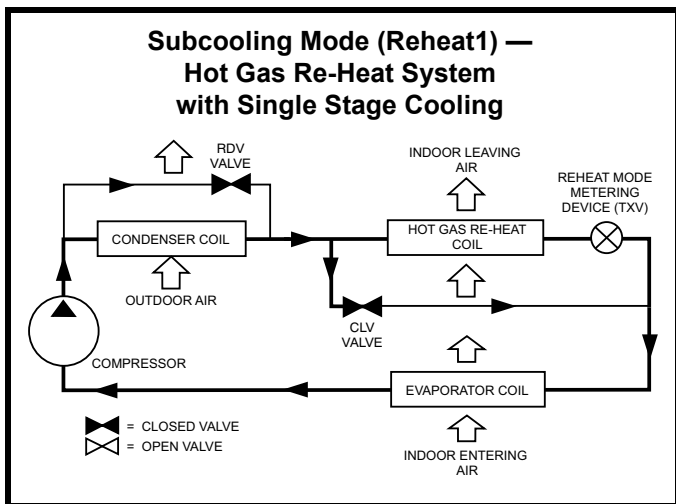 Subcooling Mode (Reheat1) —
Hot Gas Re-Heat System
with Single Stage Cooling
RDV
VALVE
INDOOR LEAVING
AIR
REHEAT MODE
METERING
DEVICE (TXV)
CONDENSER COIL
HOT GAS RE-HEAT
COIL
OUTDOOR AIR
CLV
VALVE
COMPRESSOR
EVAPORATOR COIL
= CLOSED VALVE
= OPEN VALVE
INDOOR ENTERING
AIR